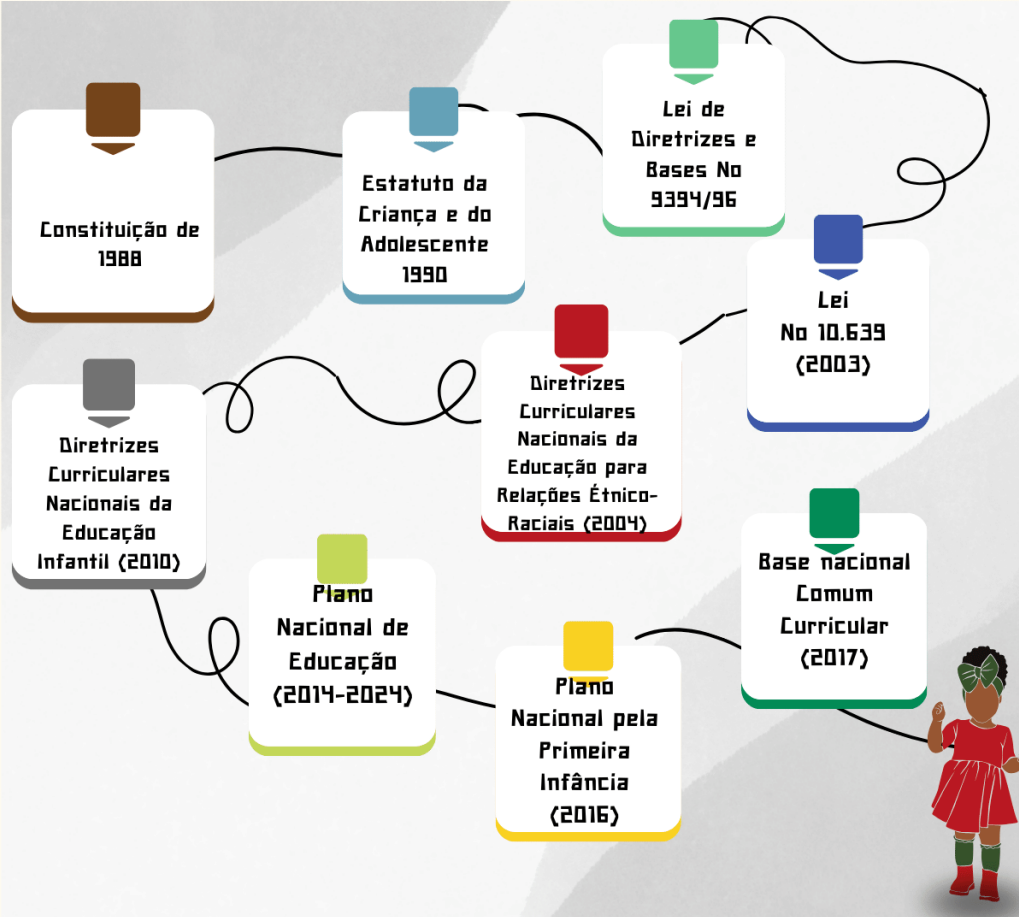 Constituição de
1988
Estatuto da
Criança e do
Adolescente
1990
Lei de
Diretrizes e
Bases No
9394/96
Lei
No 10.639
(2003)
Diretrizes
Curriculares
Nacionais da
Educação para
Relações Étnico-
Raciais (2004)
Diretrizes
Curriculares
Nacionais da
Educação
Infantil (2010)
Plano
Nacional de
Educação
(2014-2024)
Plano
Nacional pela
Primeira
Infância
(2016)
Base nacional
Comum
Curricular
(2017)